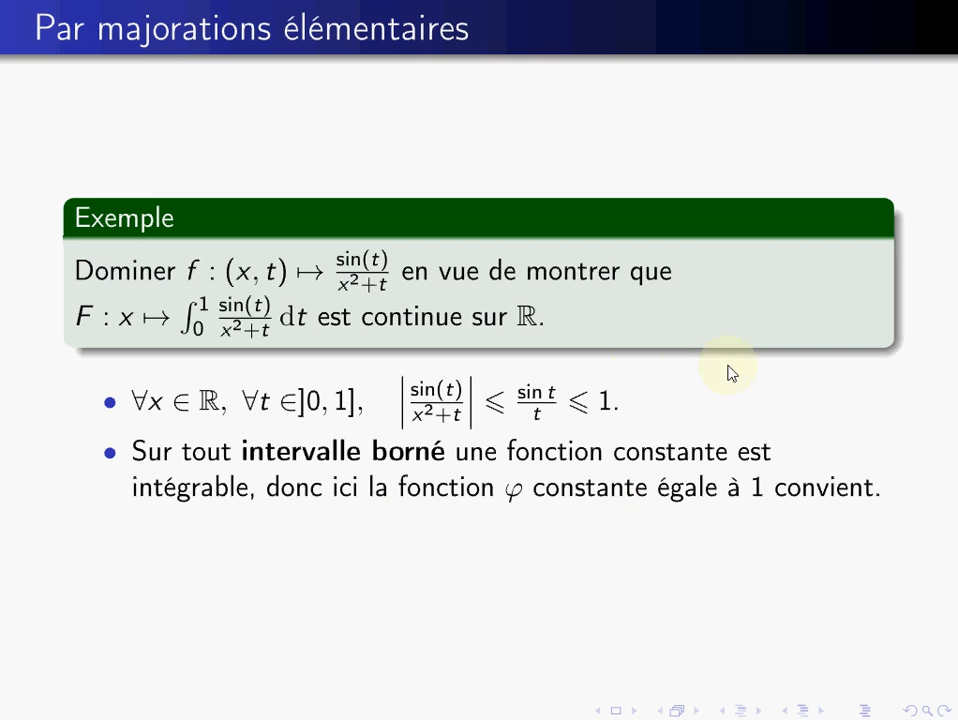 Par majorations élémentaires
Exemple
Dominer f : (x, t) ↦ sin(t)/(x²+t) en vue de montrer que
F : x ↦ ∫₀¹ sin(t)/(x²+t) dt est continue sur ℝ.
• ∀x ∈ ℝ, ∀t ∈]0, 1], |sin(t)/(x²+t)| ⩽ sin t/t ⩽ 1.
• Sur tout intervalle borné une fonction constante est
intégrable, donc ici la fonction φ constante égale à 1 convient.